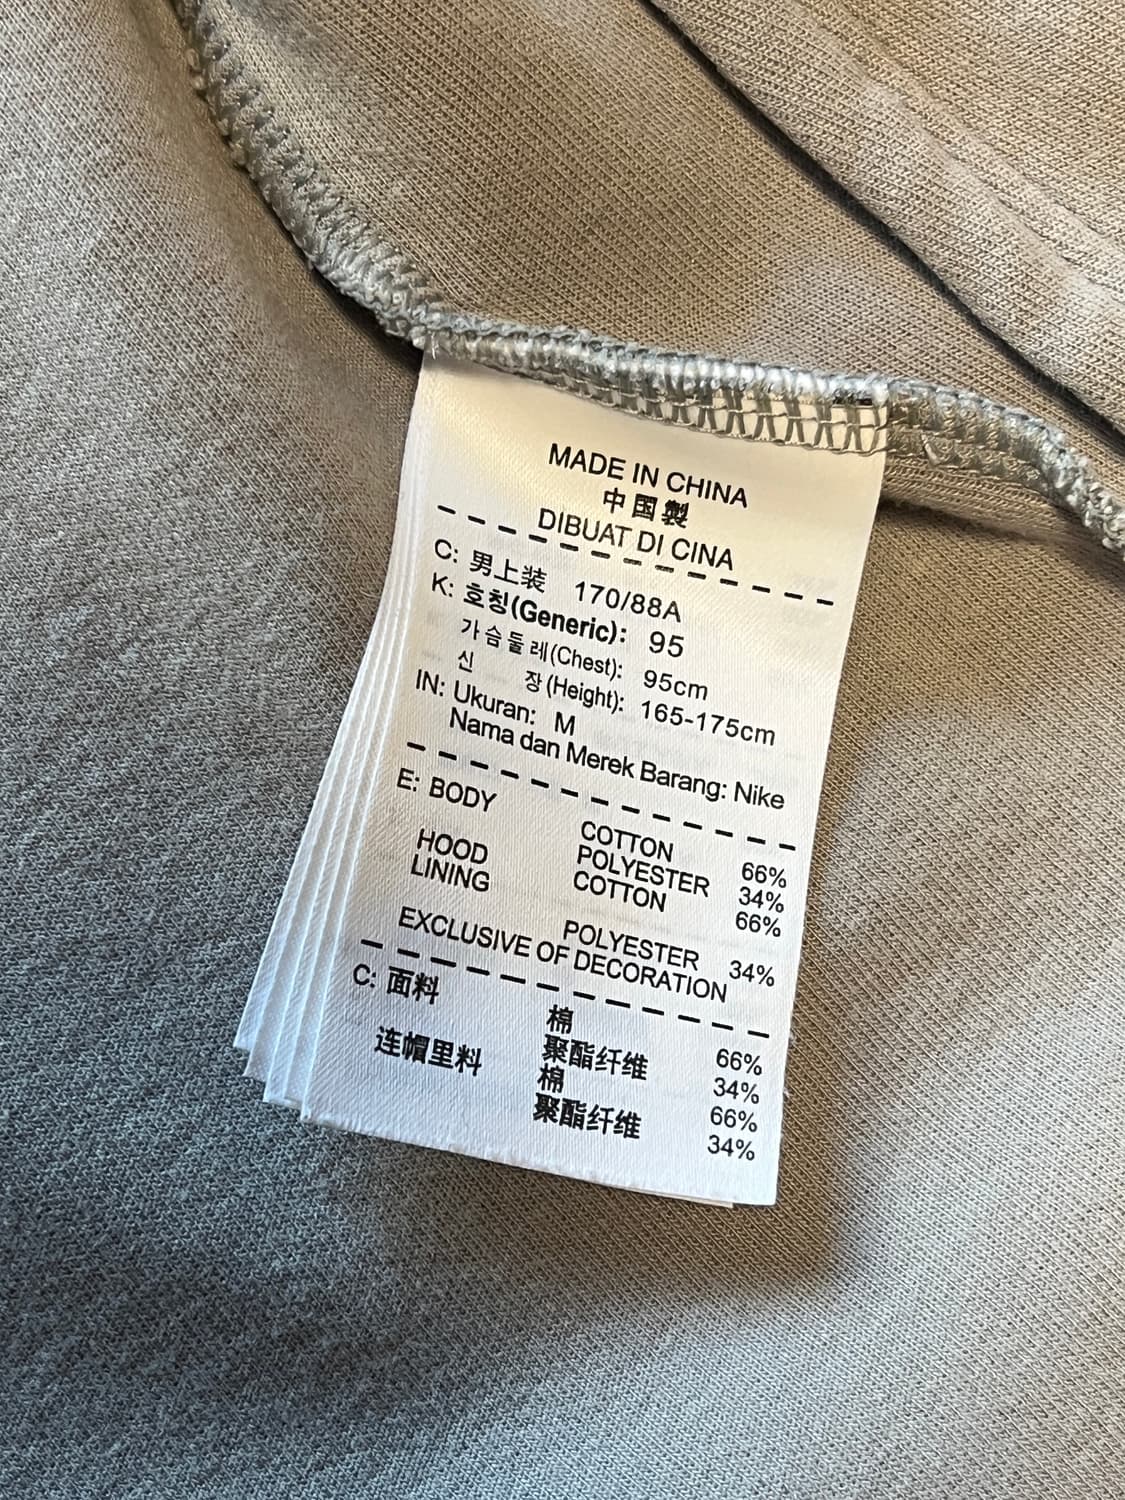 MADE IN CHINA
中国製
DIBUAT DI CINA
C: 男上装 170/88A
K: 호칭(Generic): 95
가슴둘레(Chest): 95cm
신 장(Height): 165-175cm
IN: Ukuran: M
Nama dan Merek Barang: Nike
E: BODY COTTON 66%
POLYESTER 34%
HOOD COTTON 66%
LINING
POLYESTER 34%
EXCLUSIVE OF DECORATION
C: 面料 棉 66%
聚酯纤维 34%
连帽里料 棉 66%
聚酯纤维 34%